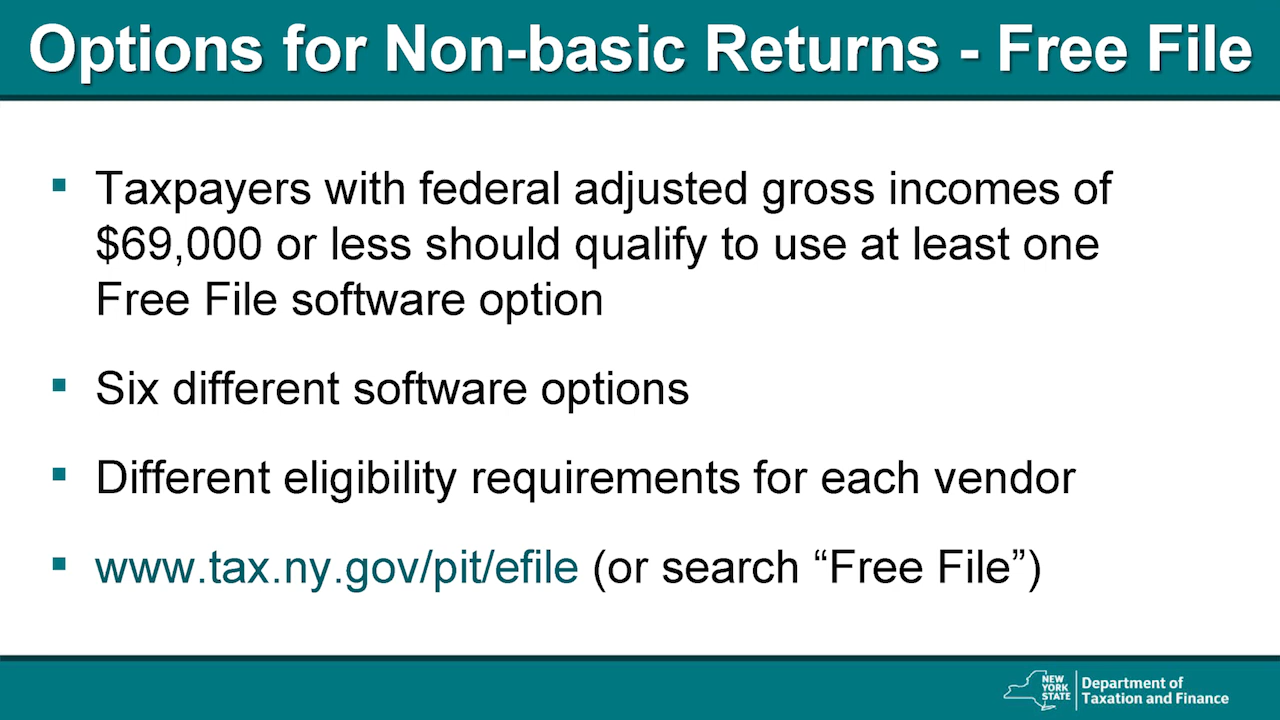 Options for Non-basic Returns - Free File
▪ Taxpayers with federal adjusted gross incomes of
$69,000 or less should qualify to use at least one
Free File software option
▪ Six different software options
▪ Different eligibility requirements for each vendor
▪ www.tax.ny.gov/pit/efile (or search “Free File”)
NEW
YORK
STATE
Department of
Taxation and Finance